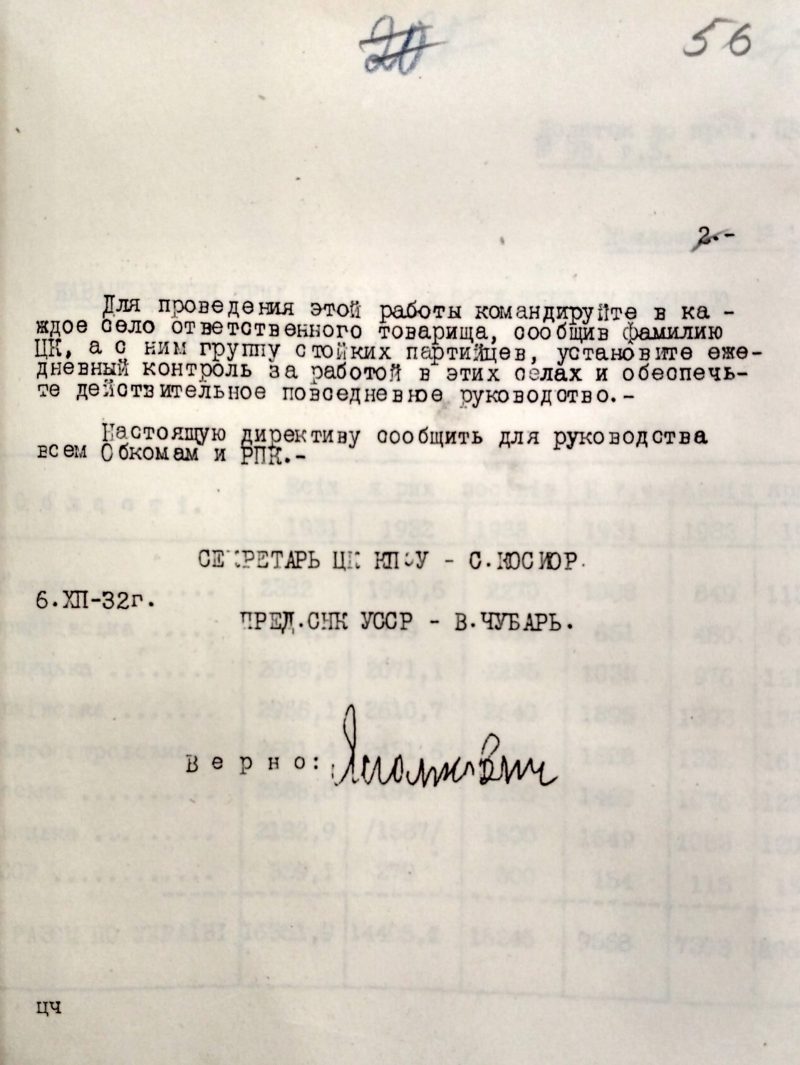 20
56
2.-
Для проведения этой работы командируйте в ка -
ждое село ответственного товарища, сообщив фамилию
ЦК, а с ним группу стойких партийцев, установите еже-
дневный контроль за работой в этих селах и обеспечь-
те действительное повседневное руководство.-
Настоящую директиву сообщить для руководства
всем Обкомам и РПК.-
СЕКРЕТАРЬ ЦК КПбУ - С.КОСИОР.
6.ХП-32г.
ПРЕД.СНК УССР - В.ЧУБАРЬ.
Верно:
ЦЧ